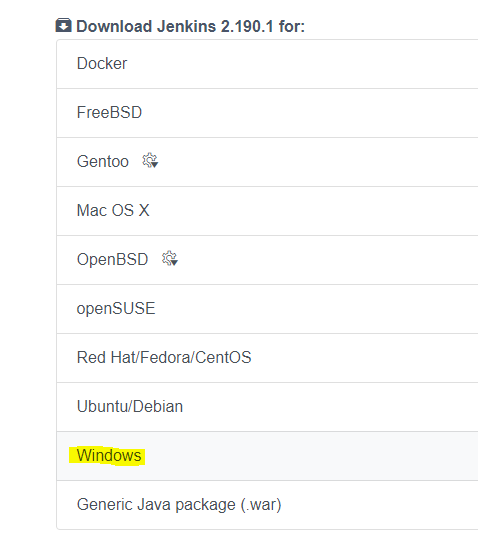 Download Jenkins 2.190.1 for:
Docker
FreeBSD
Gentoo
Mac OS X
OpenBSD
openSUSE
Red Hat/Fedora/CentOS
Ubuntu/Debian
Windows
Generic Java package (.war)